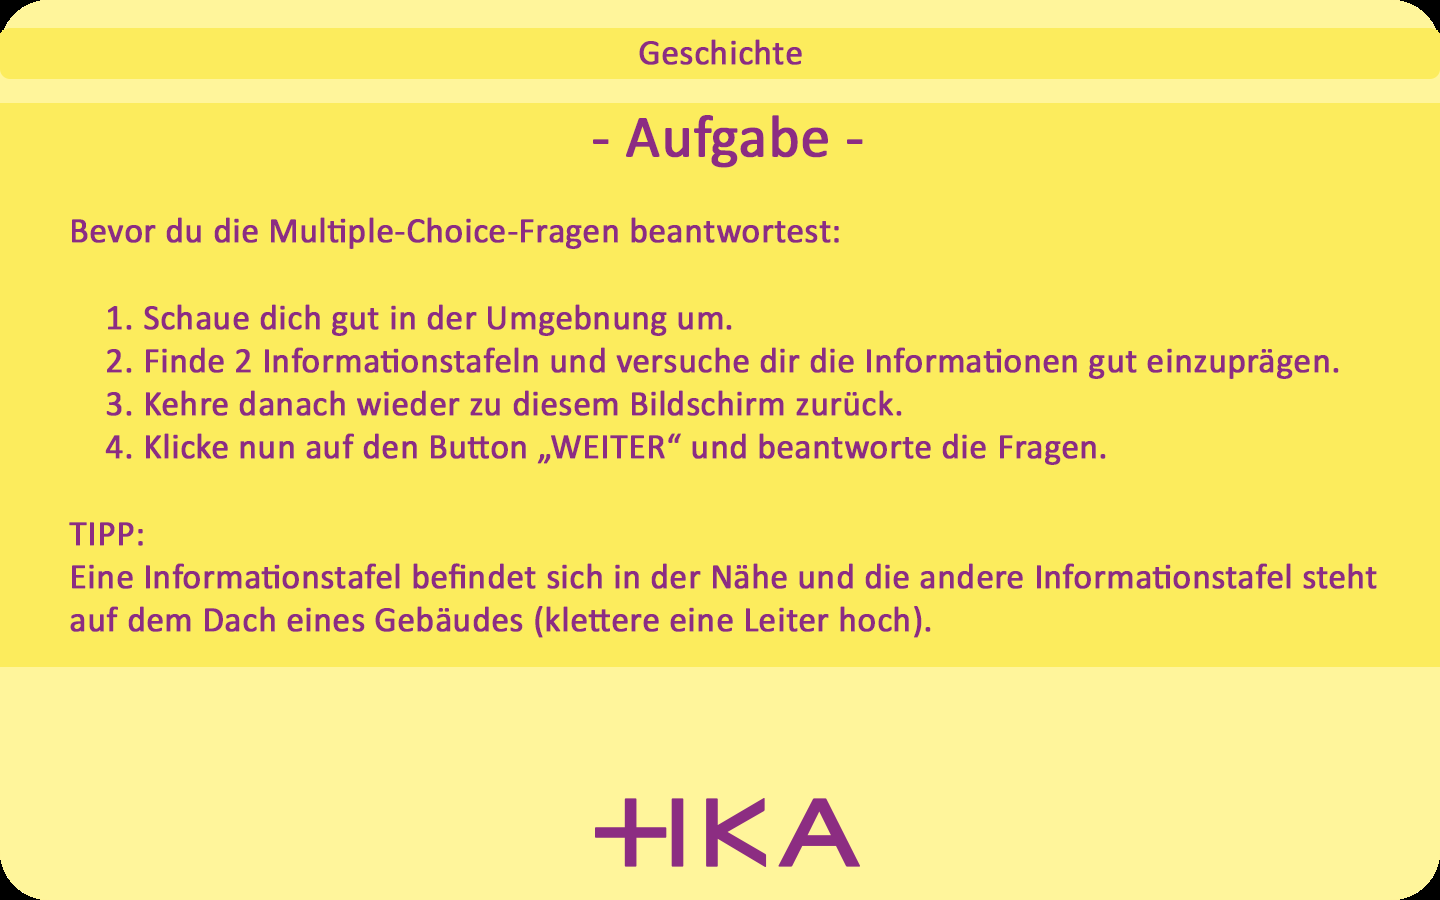 Geschichte
- Aufgabe -
Bevor du die Multiple-Choice-Fragen beantwortest:
1. Schaue dich gut in der Umgebnung um.
2. Finde 2 Informationstafeln und versuche dir die Informationen gut einzuprägen.
3. Kehre danach wieder zu diesem Bildschirm zurück.
4. Klicke nun auf den Button „WEITER“ und beantworte die Fragen.
TIPP:
Eine Informationstafel befindet sich in der Nähe und die andere Informationstafel steht
auf dem Dach eines Gebäudes (klettere eine Leiter hoch).
HKA